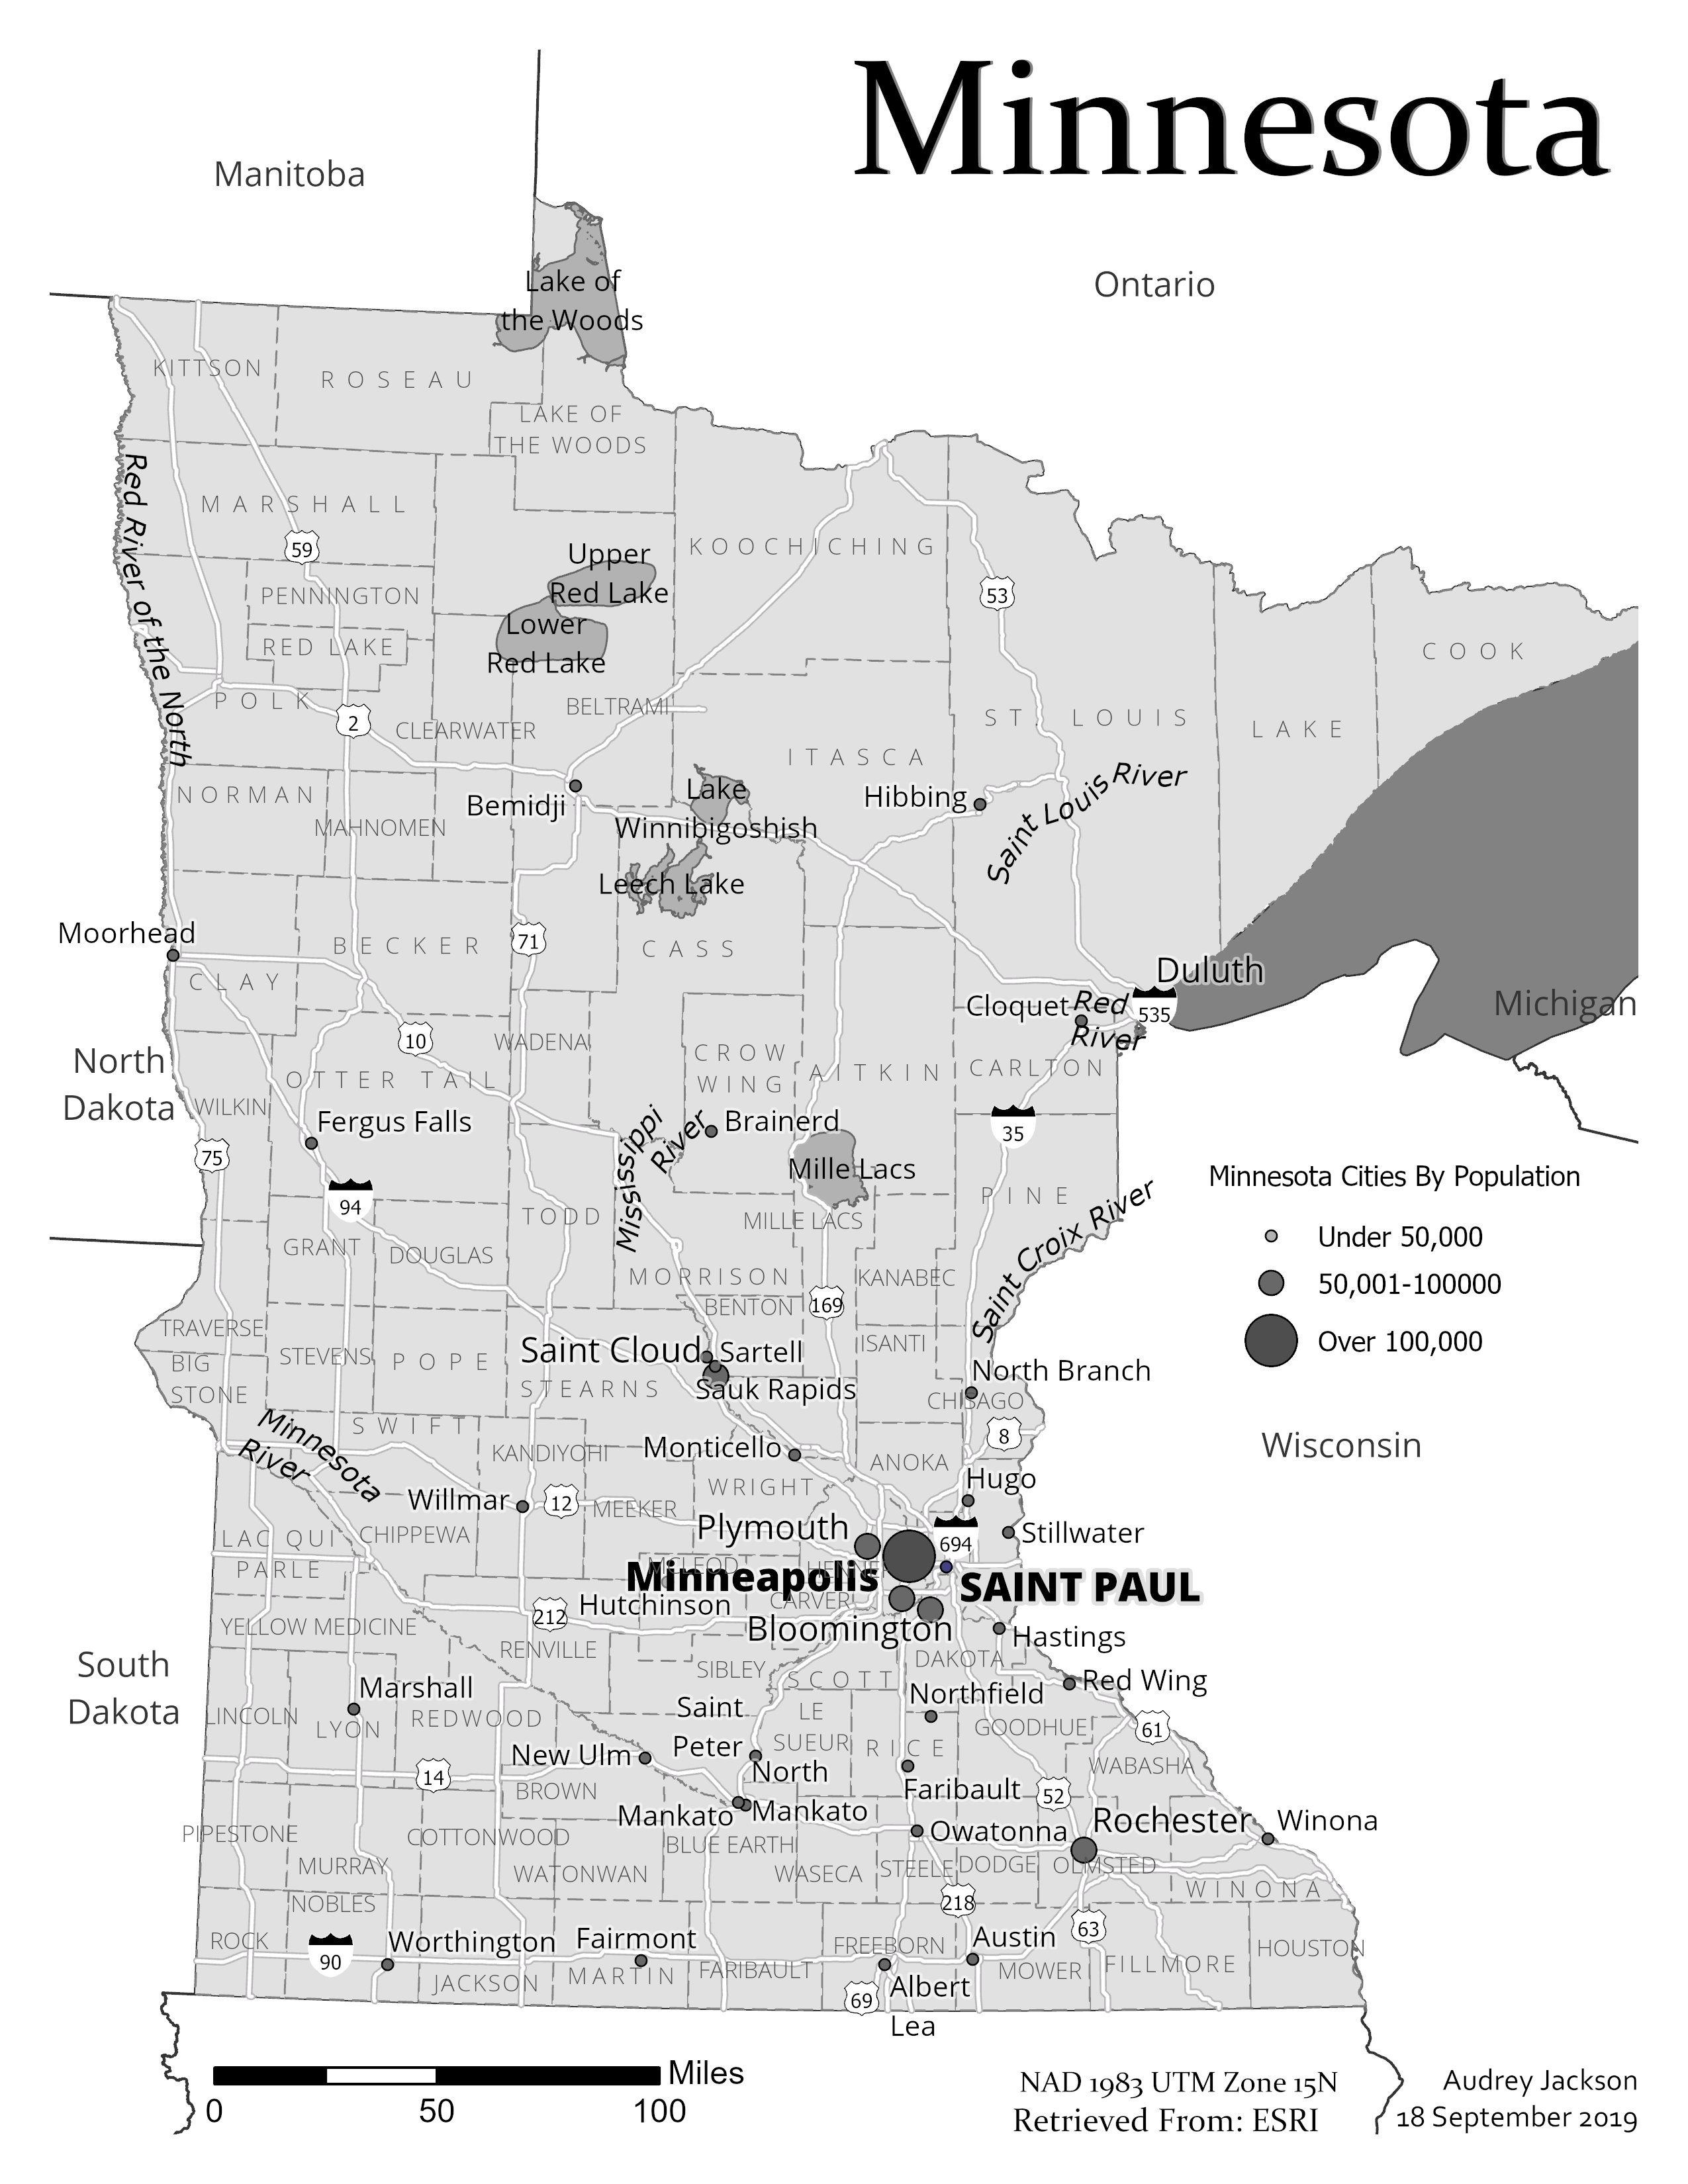 Minnesota
Manitoba
Ontario
Lake of
the Woods
KITTSON
ROSEAU
LAKE OF
THE WOODS
Red River of the North
MARSHALL
59
KOOCHICHING
Upper
Red Lake
53
PENNINGTON
Lower
Red Lake
RED LAKE
COOK
POLK
BELTRAMI
2
CLEARWATER
ST. LOUIS
LAKE
ITASCA
Saint Louis River
NORMAN
Lake
Winnibigoshish
Hibbing
Bemidji
MAHNOMEN
Leech Lake
Moorhead
BECKER
71
CASS
CLAY
Duluth
Cloquet
Red
River
535
Michigan
North
Dakota
10
WADENA
CROW
WING
AITKIN
CARLTON
OTTER TAIL
WILKIN
Fergus Falls
Mississippi
River
Brainerd
35
75
Mille Lacs
Minnesota Cities By Population
Under 50,000
50,001-100000
Over 100,000
94
PINE
Saint Croix River
TODD
MILLE LACS
GRANT
DOUGLAS
MORRISON
KANABEC
BENTON
169
TRAVERSE
ISANTI
BIG
STONE
STEVENS
POPE
Saint Cloud
Sartell
STEARNS
Sauk Rapids
North Branch
CHISAGO
Minnesota
River
SWIFT
8
KANDIYOHI
Monticello
ANOKA
Wisconsin
WRIGHT
Hugo
Willmar
12
MEEKER
LAC QUI
PARLE
CHIPPEWA
Plymouth
694
Stillwater
MCLEOD
HENNEPIN
Minneapolis
SAINT PAUL
CARVER
Hutchinson
212
YELLOW MEDICINE
Bloomington
Hastings
RENVILLE
DAKOTA
South
Dakota
SIBLEY
SCOTT
Red Wing
Marshall
Northfield
Saint
Peter
LE
SUEUR
LINCOLN
LYON
REDWOOD
GOODHUE
61
RICE
New Ulm
North
Mankato
WABASHA
14
BROWN
Faribault
52
Mankato
Rochester
Winona
PIPESTONE
COTTONWOOD
BLUE EARTH
Owatonna
MURRAY
WATONWAN
WASECA
STEELE
DODGE
OLMSTED
WINONA
NOBLES
218
63
ROCK
90
Worthington
Fairmont
FREEBORN
Austin
HOUSTON
JACKSON
MARTIN
FARIBAULT
MOWER
FILLMORE
69
Albert
Lea
Miles
0 50 100
NAD 1983 UTM Zone 15N
Retrieved From: ESRI
Audrey Jackson
18 September 2019